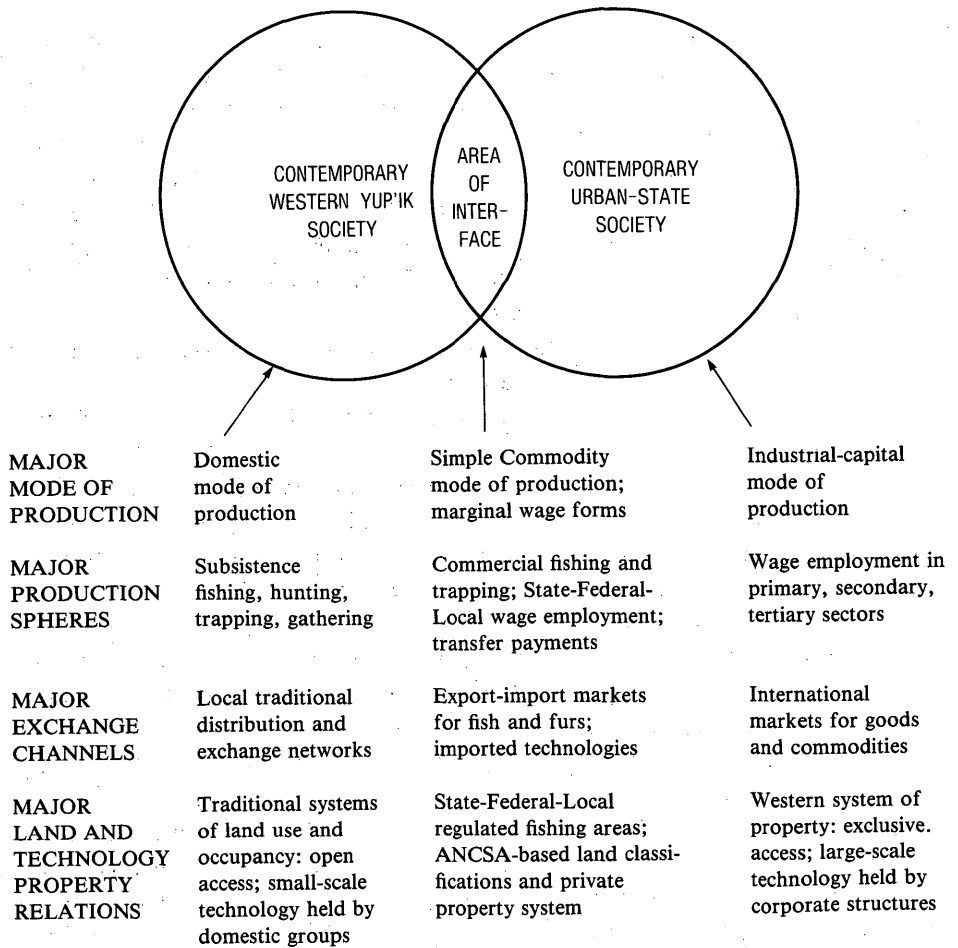 CONTEMPORARY
WESTERN YUP'IK
SOCIETY
AREA
OF
INTER-
FACE
CONTEMPORARY
URBAN-STATE
SOCIETY
MAJOR
MODE OF
PRODUCTION
Domestic
mode of
production
Simple Commodity
mode of production;
marginal wage forms
Industrial-capital
mode of
production
MAJOR
PRODUCTION
SPHERES
Subsistence
fishing, hunting,
trapping, gathering
Commercial fishing and
trapping; State-Federal-
Local wage employment;
transfer payments
Wage employment in
primary, secondary,
tertiary sectors
MAJOR
EXCHANGE
CHANNELS
Local traditional
distribution and
exchange networks
Export-import markets
for fish and furs;
imported technologies
International
markets for goods
and commodities
MAJOR
LAND AND
TECHNOLOGY
PROPERTY
RELATIONS
Traditional systems
of land use and
occupancy: open
access; small-scale
technology held by
domestic groups
State-Federal-Local
regulated fishing areas;
ANCSA-based land classi-
fications and private
property system
Western system of
property: exclusive.
access; large-scale
technology held by
corporate structures